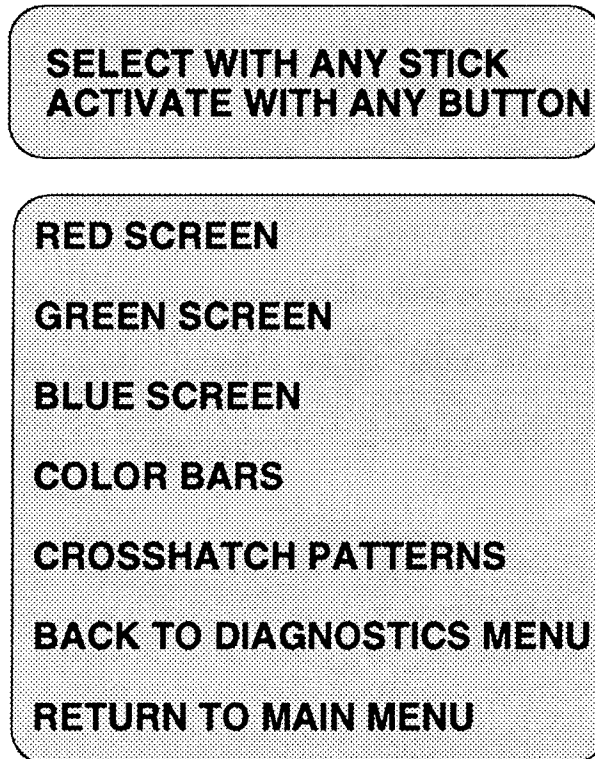 SELECT WITH ANY STICK
ACTIVATE WITH ANY BUTTON
RED SCREEN
GREEN SCREEN
BLUE SCREEN
COLOR BARS
CROSSHATCH PATTERNS
BACK TO DIAGNOSTICS MENU
RETURN TO MAIN MENU